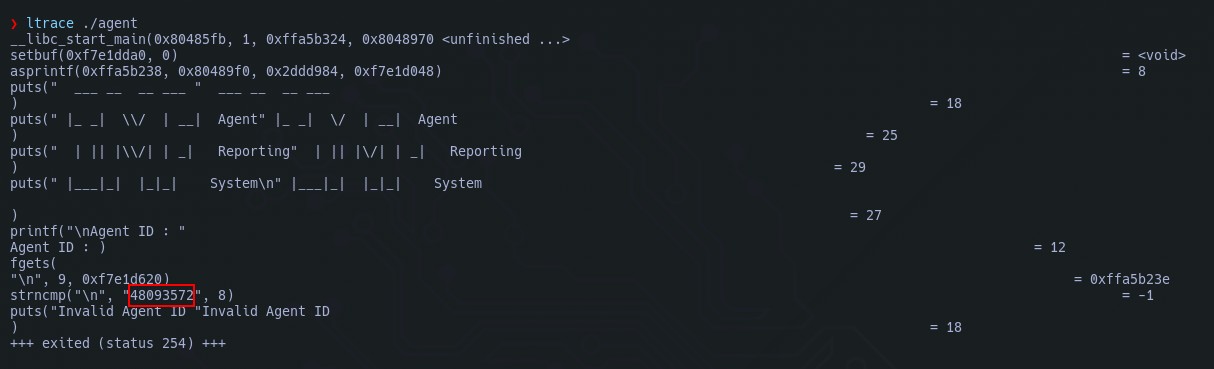 ❯ ltrace ./agent
__libc_start_main(0x80485fb, 1, 0xffa5b324, 0x8048970 <unfinished ...>
setbuf(0xf7e1dda0, 0) = <void>
asprintf(0xffa5b238, 0x80489f0, 0x2ddd984, 0xf7e1d048) = 8
puts("  ___ __  __ ___ "  ___ __  __ ___
) = 18
puts(" |_ _|  \\/  | __|  Agent" |_ _|  \/  | __|  Agent
) = 25
puts("  | || |\\/| | _|   Reporting"  | || |\/| | _|   Reporting
) = 29
puts(" |___|_|  |_|_|    System\n" |___|_|  |_|_|    System
) = 27
printf("\nAgent ID : "
Agent ID : ) = 12
fgets(
"\n", 9, 0xf7e1d620) = 0xffa5b23e
strncmp("\n", "48093572", 8) = -1
puts("Invalid Agent ID "Invalid Agent ID
) = 18
+++ exited (status 254) +++